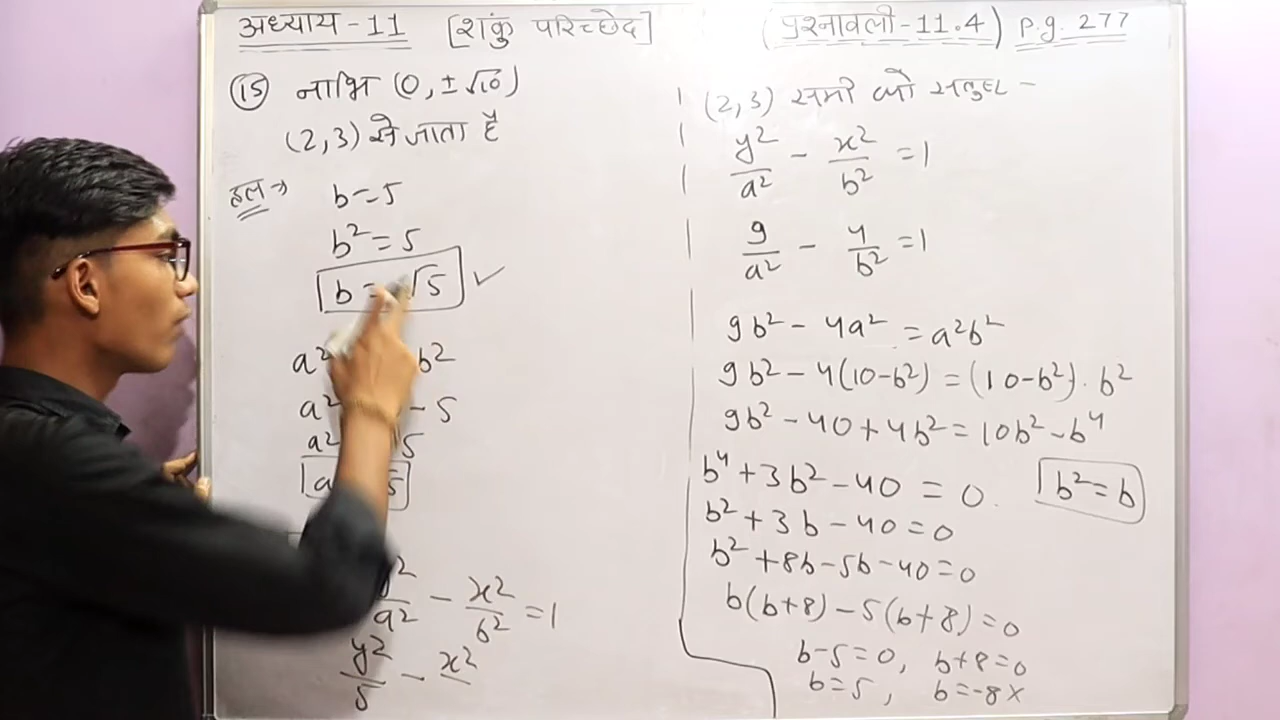 अध्याय-11 [शंकु परिच्छेद] (प्रश्नावली-11.4) p.g. 277
(15) नाभि (0, ±√10)
(2,3) से जाता है
हल→ b=5
b² = 5
b = √5 ✓
a² b²
a² - 5
a² 5
a 5
y²/a² - x²/b² = 1
y²/5 - x²
(2,3) समी को संतुष्ट -
y²/a² - x²/b² = 1
9/a² - 4/b² = 1
9b² - 4a² = a²b²
9b² - 4(10-b²) = (10-b²).b²
9b² - 40 + 4b² = 10b² - b⁴
b⁴ + 3b² - 40 = 0. b² = b
b² + 3b - 40 = 0
b² + 8b - 5b - 40 = 0
b(b+8) - 5(b+8) = 0
b-5=0, b+8=0
b=5, b=-8 ×